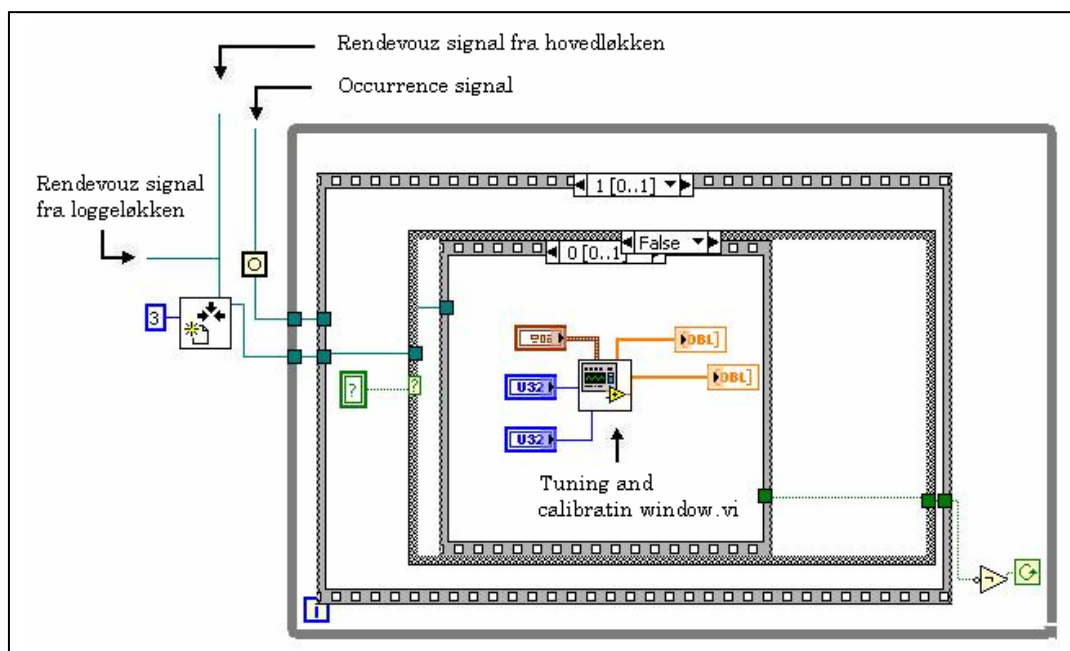 Rendevouz signal fra hovedløkken
Occurrence signal
Rendevouz signal
fra loggeløkken
1 [0..1]
False
0 [0..1]
3
?
?
U32
U32
DBL]
DBL]
Tuning and
calibratin window.vi
i